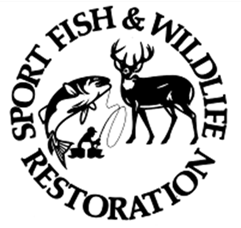 SPORT FISH & WILDLIFE
RESTORATION